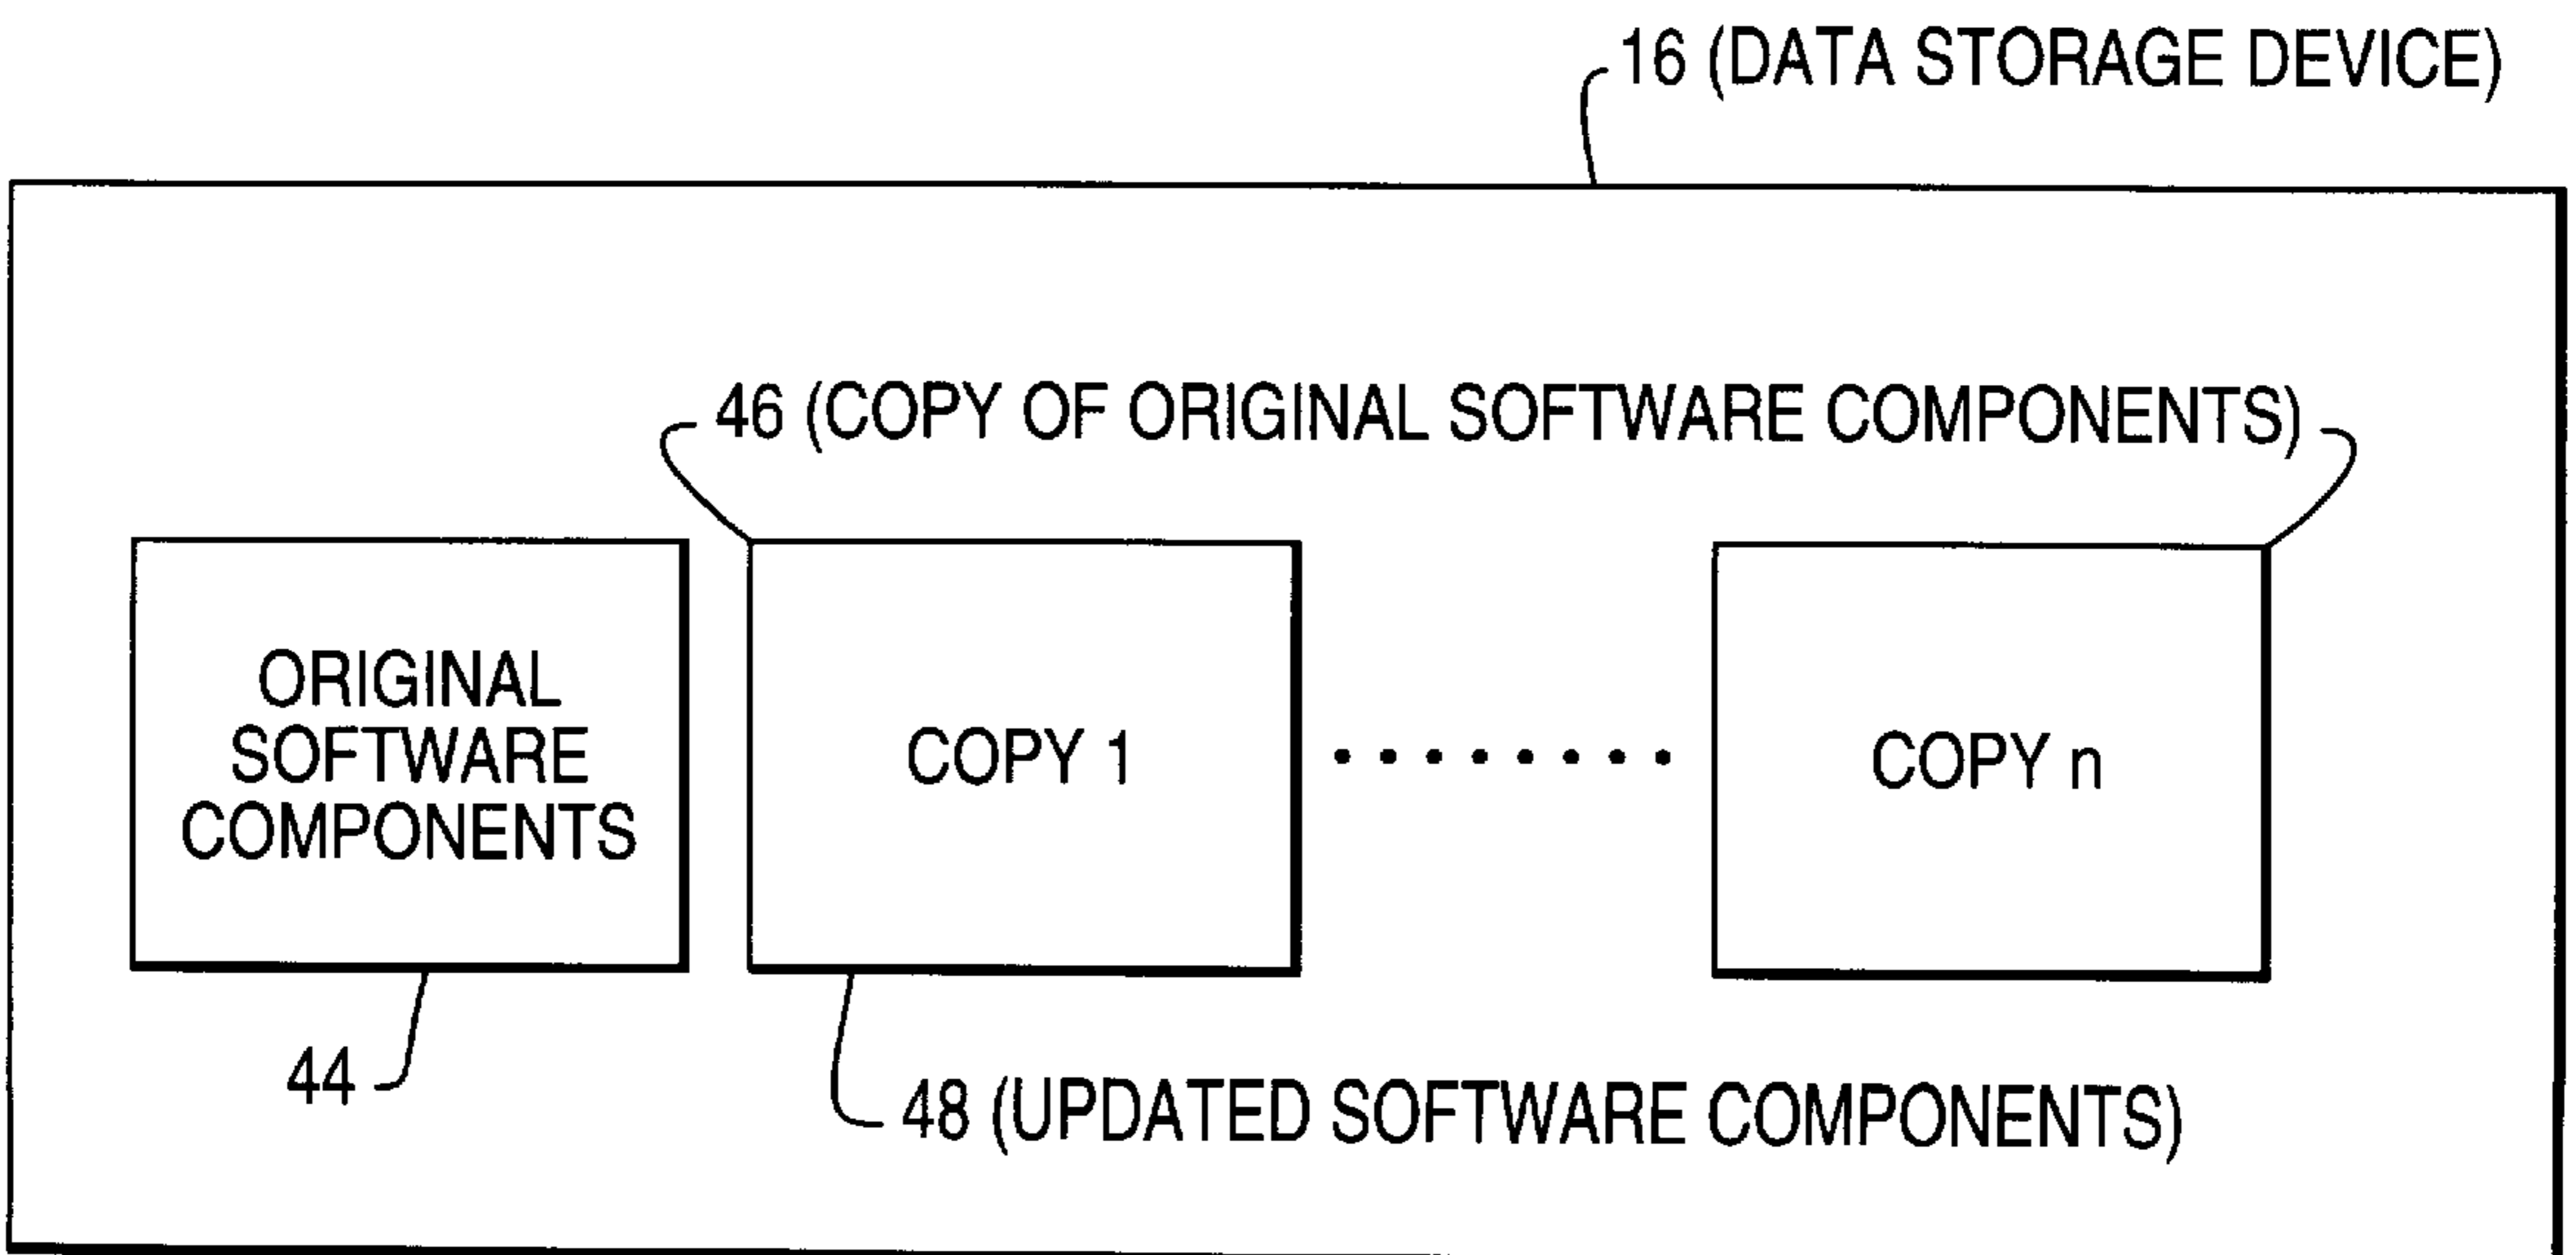 16 (DATA STORAGE DEVICE)
46 (COPY OF ORIGINAL SOFTWARE COMPONENTS)
ORIGINAL
SOFTWARE
COMPONENTS
COPY 1
COPY n
44
48 (UPDATED SOFTWARE COMPONENTS)